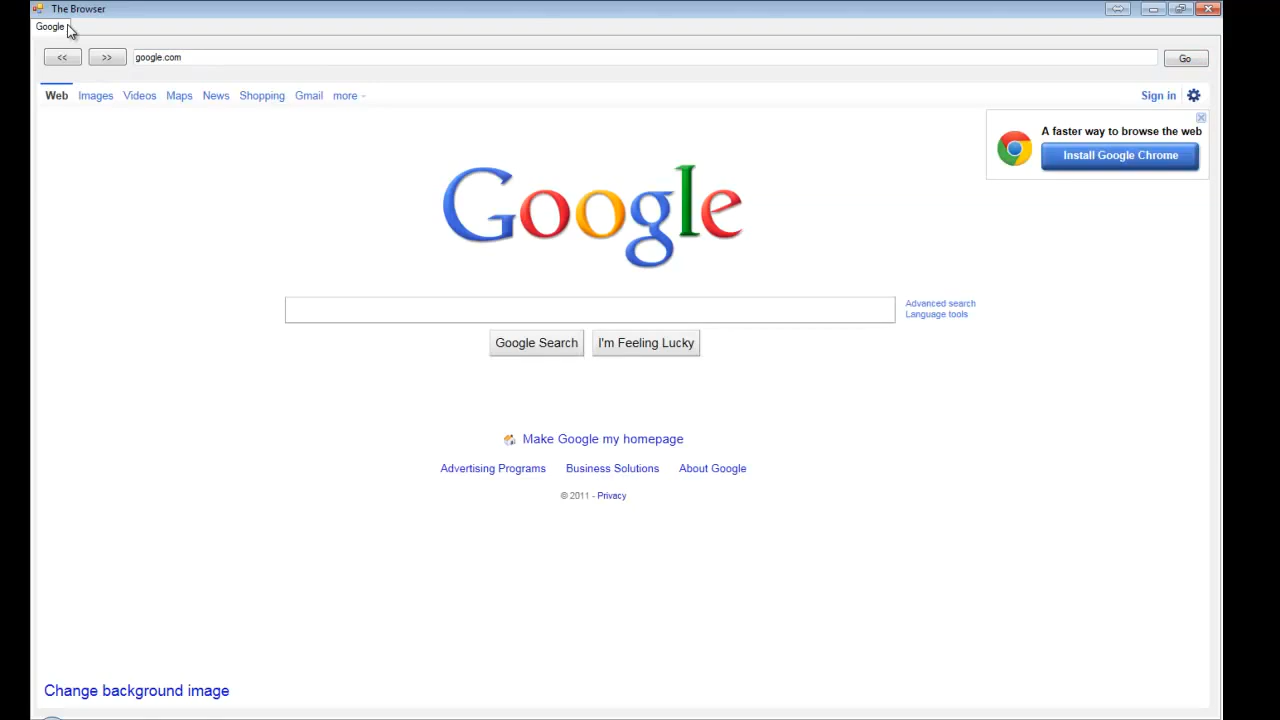 The Browser
Google
<< >> google.com Go
Web Images Videos Maps News Shopping Gmail more Sign in
A faster way to browse the web
Install Google Chrome
Google
Advanced search
Language tools
Google Search I'm Feeling Lucky
Make Google my homepage
Advertising Programs Business Solutions About Google
© 2011 - Privacy
Change background image